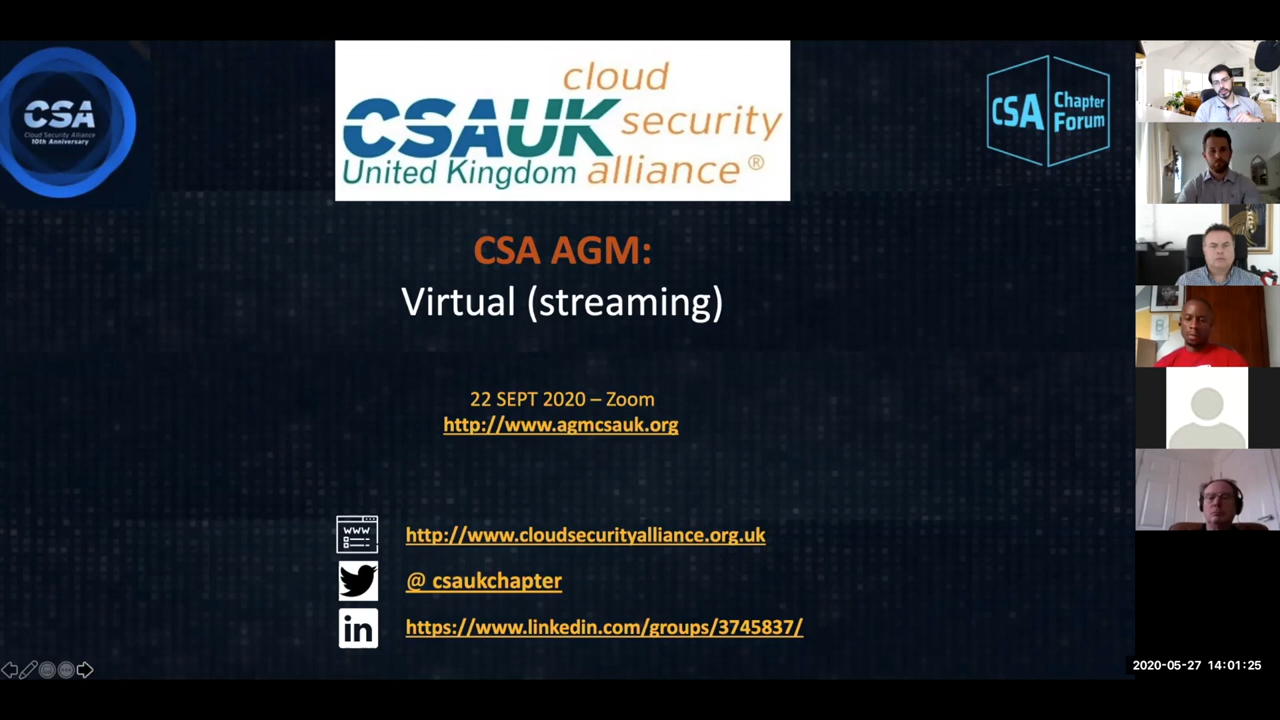 CSA
Cloud Security Alliance
10th Anniversary
cloud
CSAUK security
United Kingdom alliance®
CSA Chapter
Forum
CSA AGM:
Virtual (streaming)
22 SEPT 2020 – Zoom
http://www.agmcsauk.org
WWW
http://www.cloudsecurityalliance.org.uk
@ csaukchapter
in
https://www.linkedin.com/groups/3745837/
2020-05-27 14:01:25